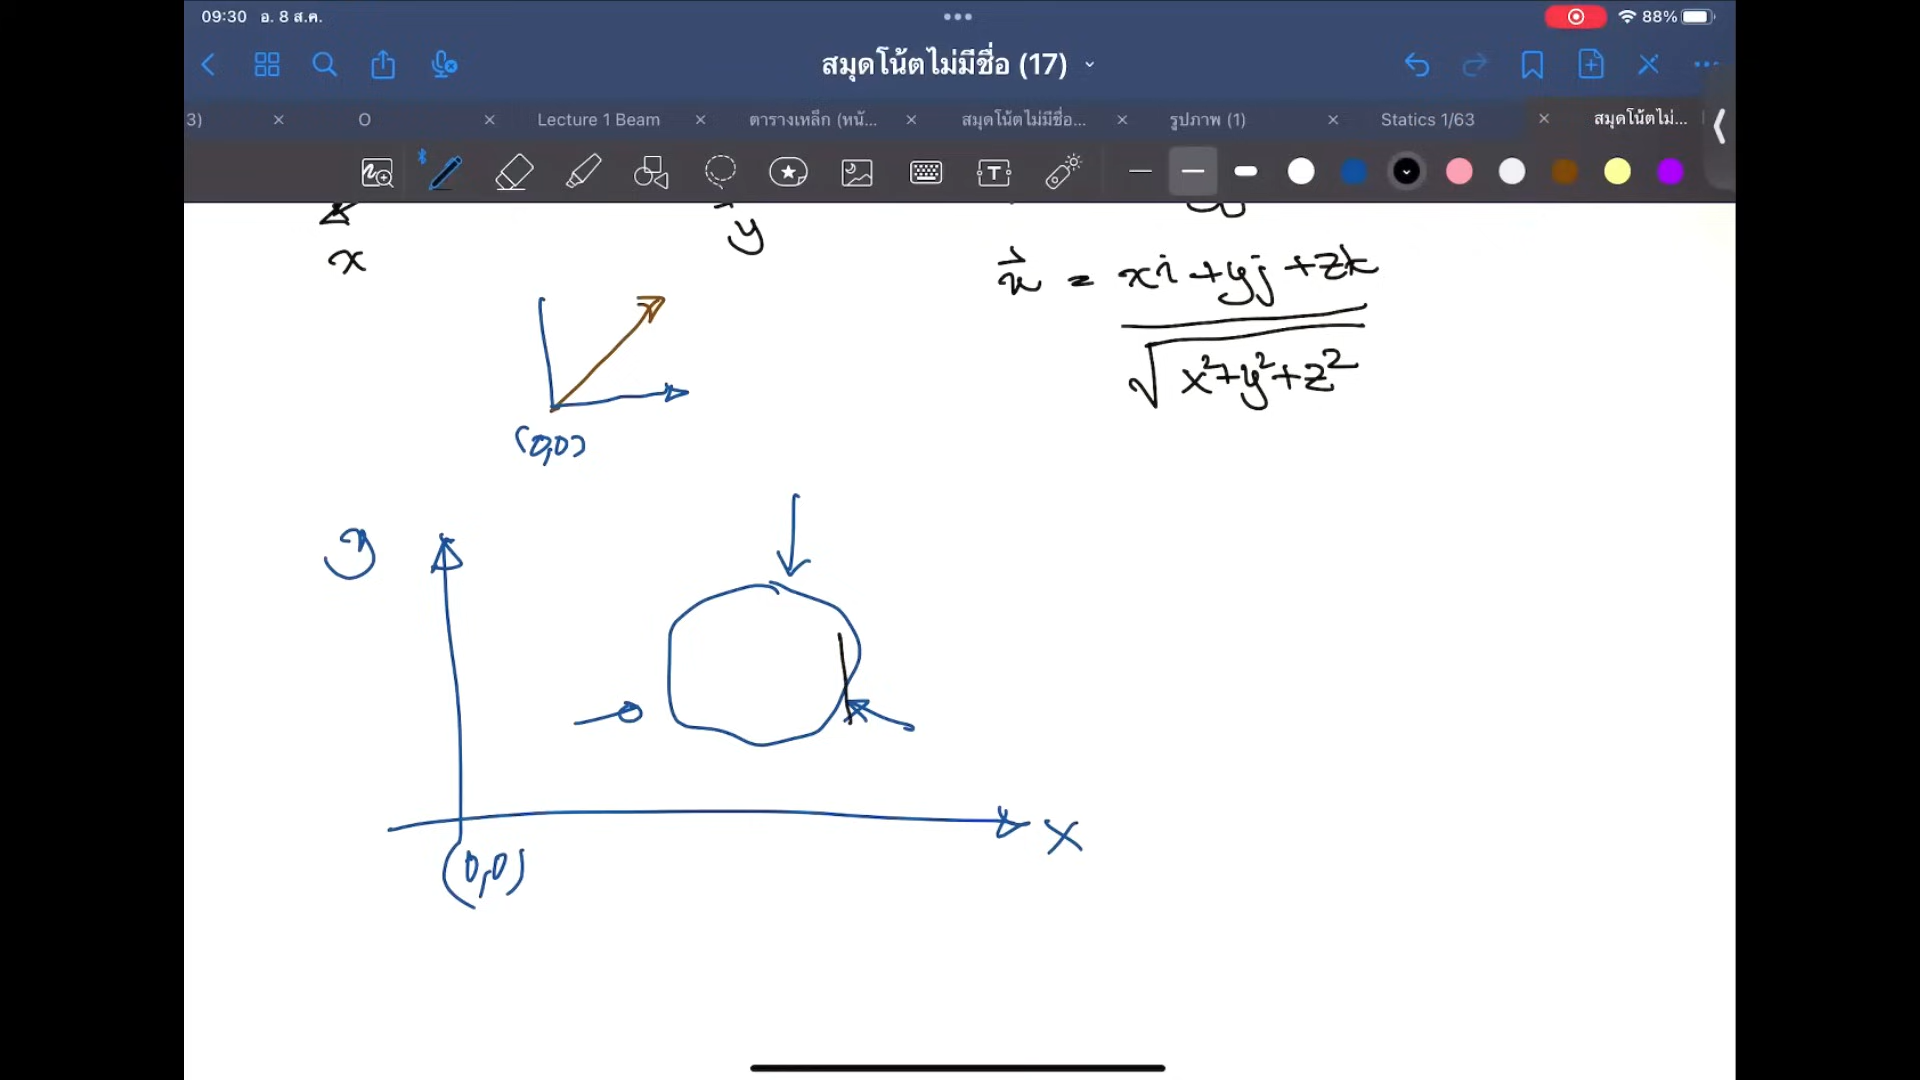 09:30 อ. 8 ส.ค.
88%
สมุดโน้ตไม่มีชื่อ (17)
3)
O
Lecture 1 Beam
ตารางเหล็ก (หนั...
สมุดโน้ตไม่มีชื่อ...
รูปภาพ (1)
Statics 1/63
สมุดโน้ตไม่...
T
x
y
u = xi+yj+zk
√x²+y²+z²
(0,0)
y
x
(0,0)